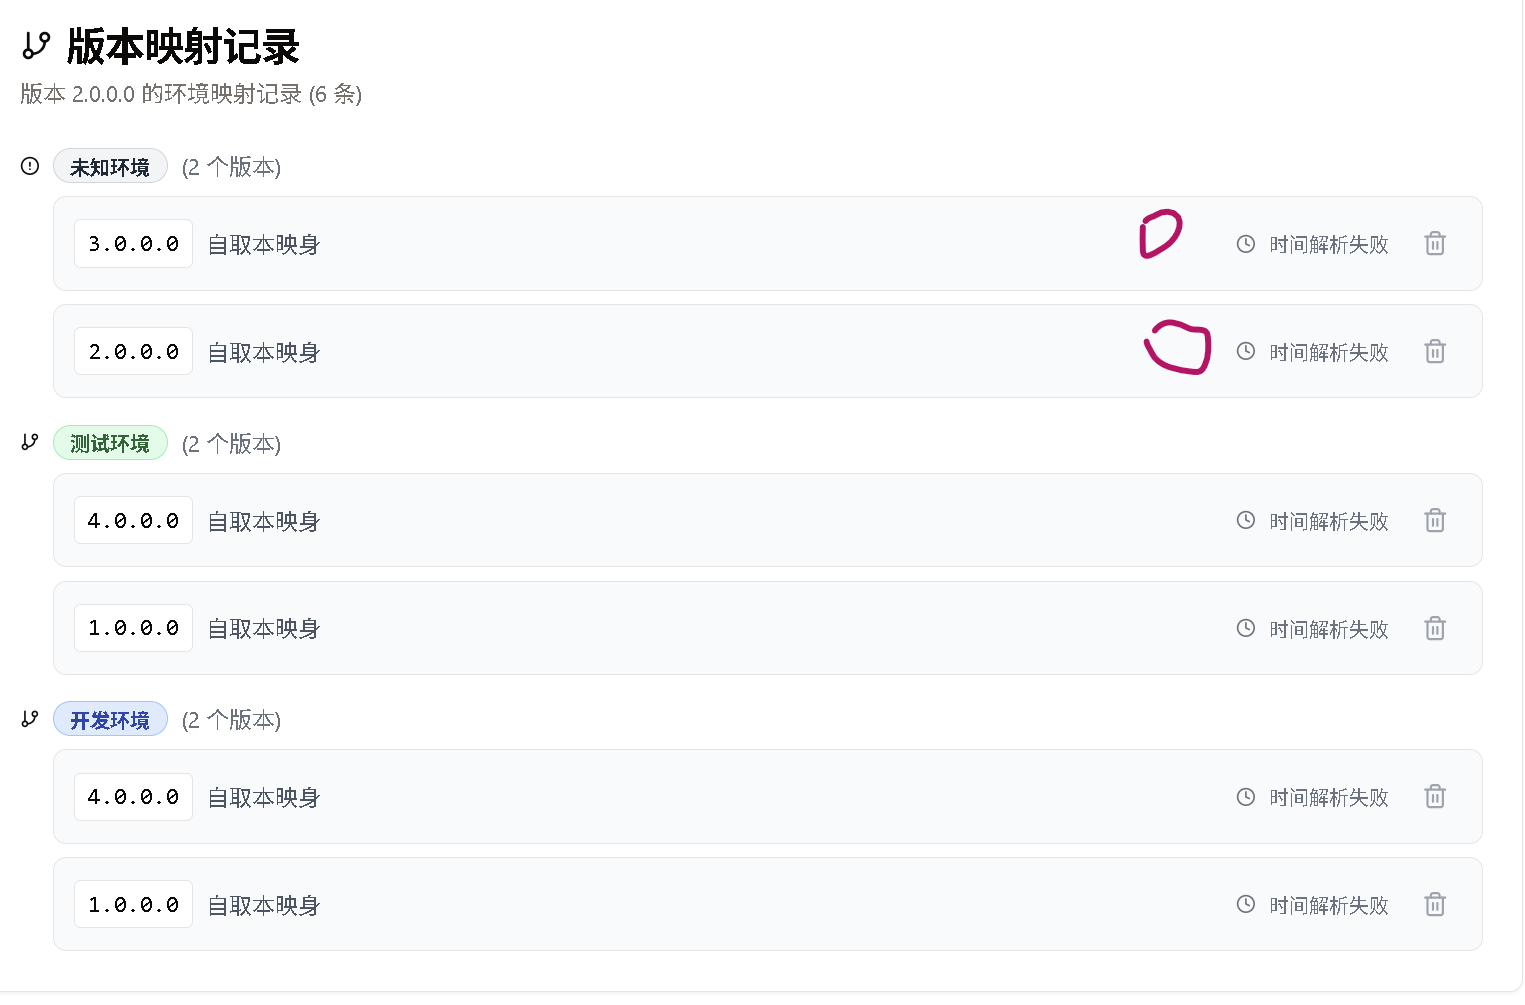 版本映射记录
版本 2.0.0.0 的环境映射记录 (6 条)
未知环境 (2 个版本)
3.0.0.0 自取本映身 时间解析失败
2.0.0.0 自取本映身 时间解析失败
测试环境 (2 个版本)
4.0.0.0 自取本映身 时间解析失败
1.0.0.0 自取本映身 时间解析失败
开发环境 (2 个版本)
4.0.0.0 自取本映身 时间解析失败
1.0.0.0 自取本映身 时间解析失败